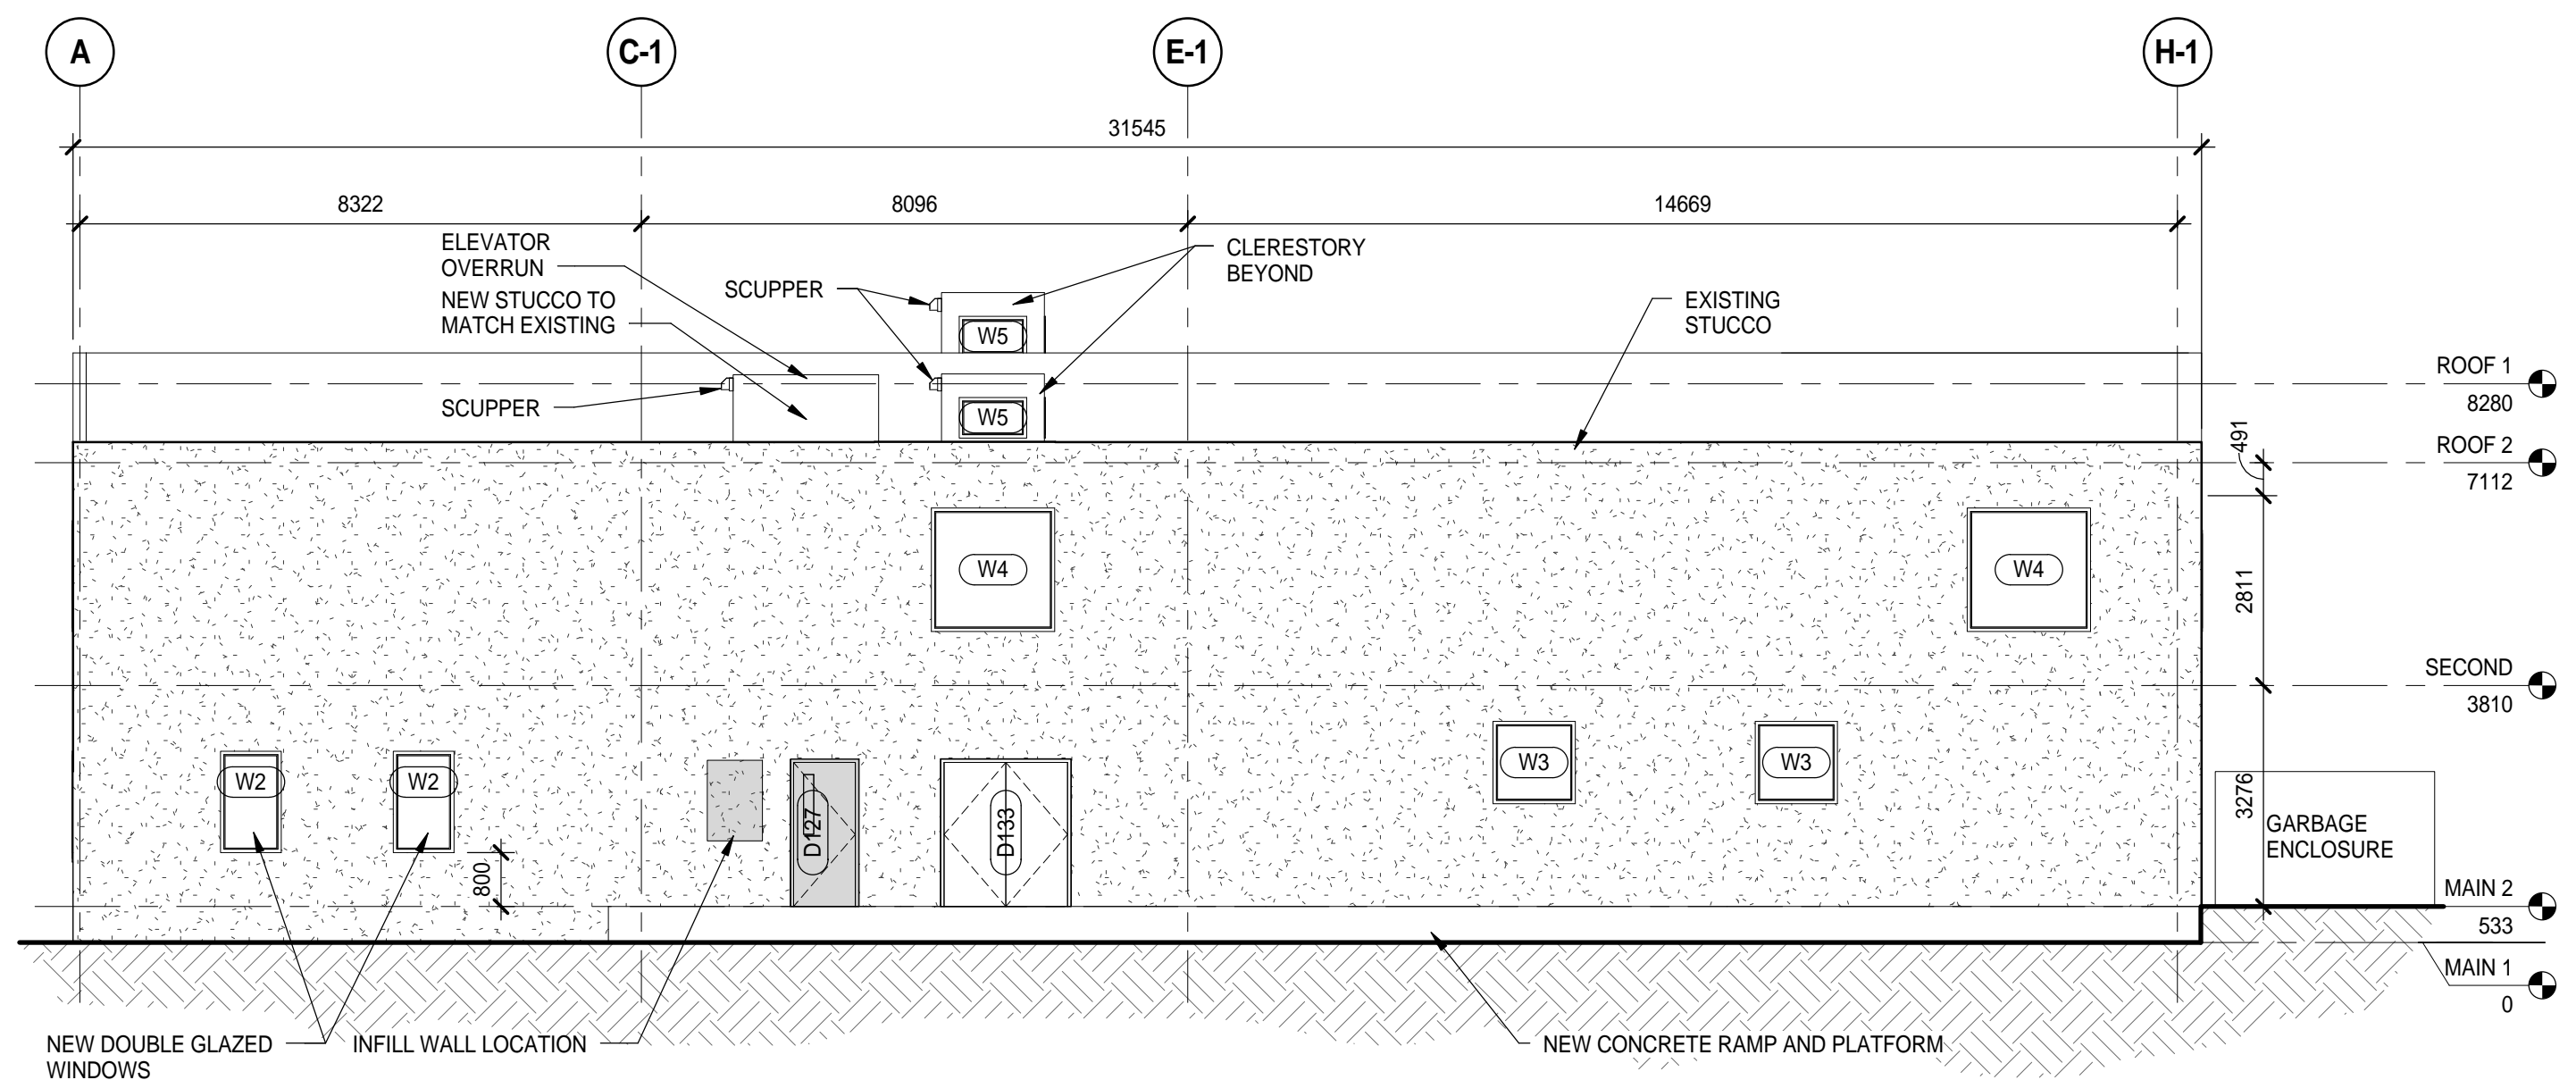 A
C-1
E-1
H-1
31545
8322
8096
14669
ELEVATOR
OVERRUN
NEW STUCCO TO
MATCH EXISTING
SCUPPER
CLERESTORY
BEYOND
EXISTING
STUCCO
SCUPPER
W5
W5
ROOF 1
8280
ROOF 2
7112
491
W4
W4
2811
SECOND
3810
W2
W2
W3
W3
D127
D133
800
3276
GARBAGE
ENCLOSURE
MAIN 2
533
MAIN 1
0
NEW DOUBLE GLAZED
WINDOWS
INFILL WALL LOCATION
NEW CONCRETE RAMP AND PLATFORM